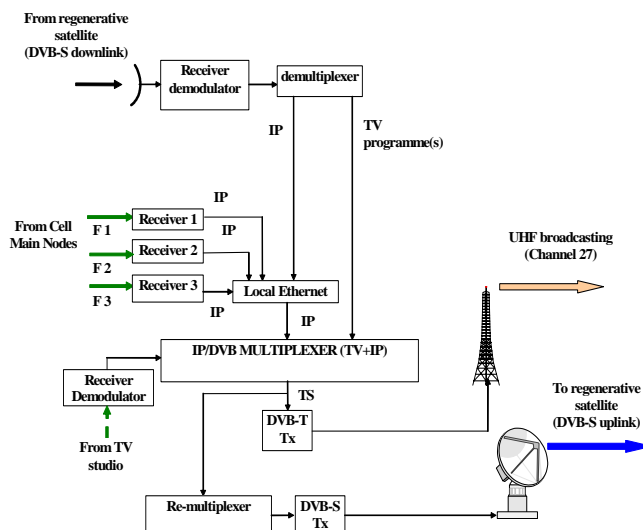 From regenerative
satellite
(DVB-S downlink)
Receiver
demodulator
demultiplexer
IP
TV
programme(s)
From Cell
Main Nodes
F 1
F 2
F 3
Receiver 1
Receiver 2
Receiver 3
IP
IP
IP
Local Ethernet
IP
UHF broadcasting
(Channel 27)
IP/DVB MULTIPLEXER (TV+IP)
Receiver
Demodulator
From TV
studio
TS
DVB-T
Tx
To regenerative
satellite
(DVB-S uplink)
Re-multiplexer
DVB-S
Tx